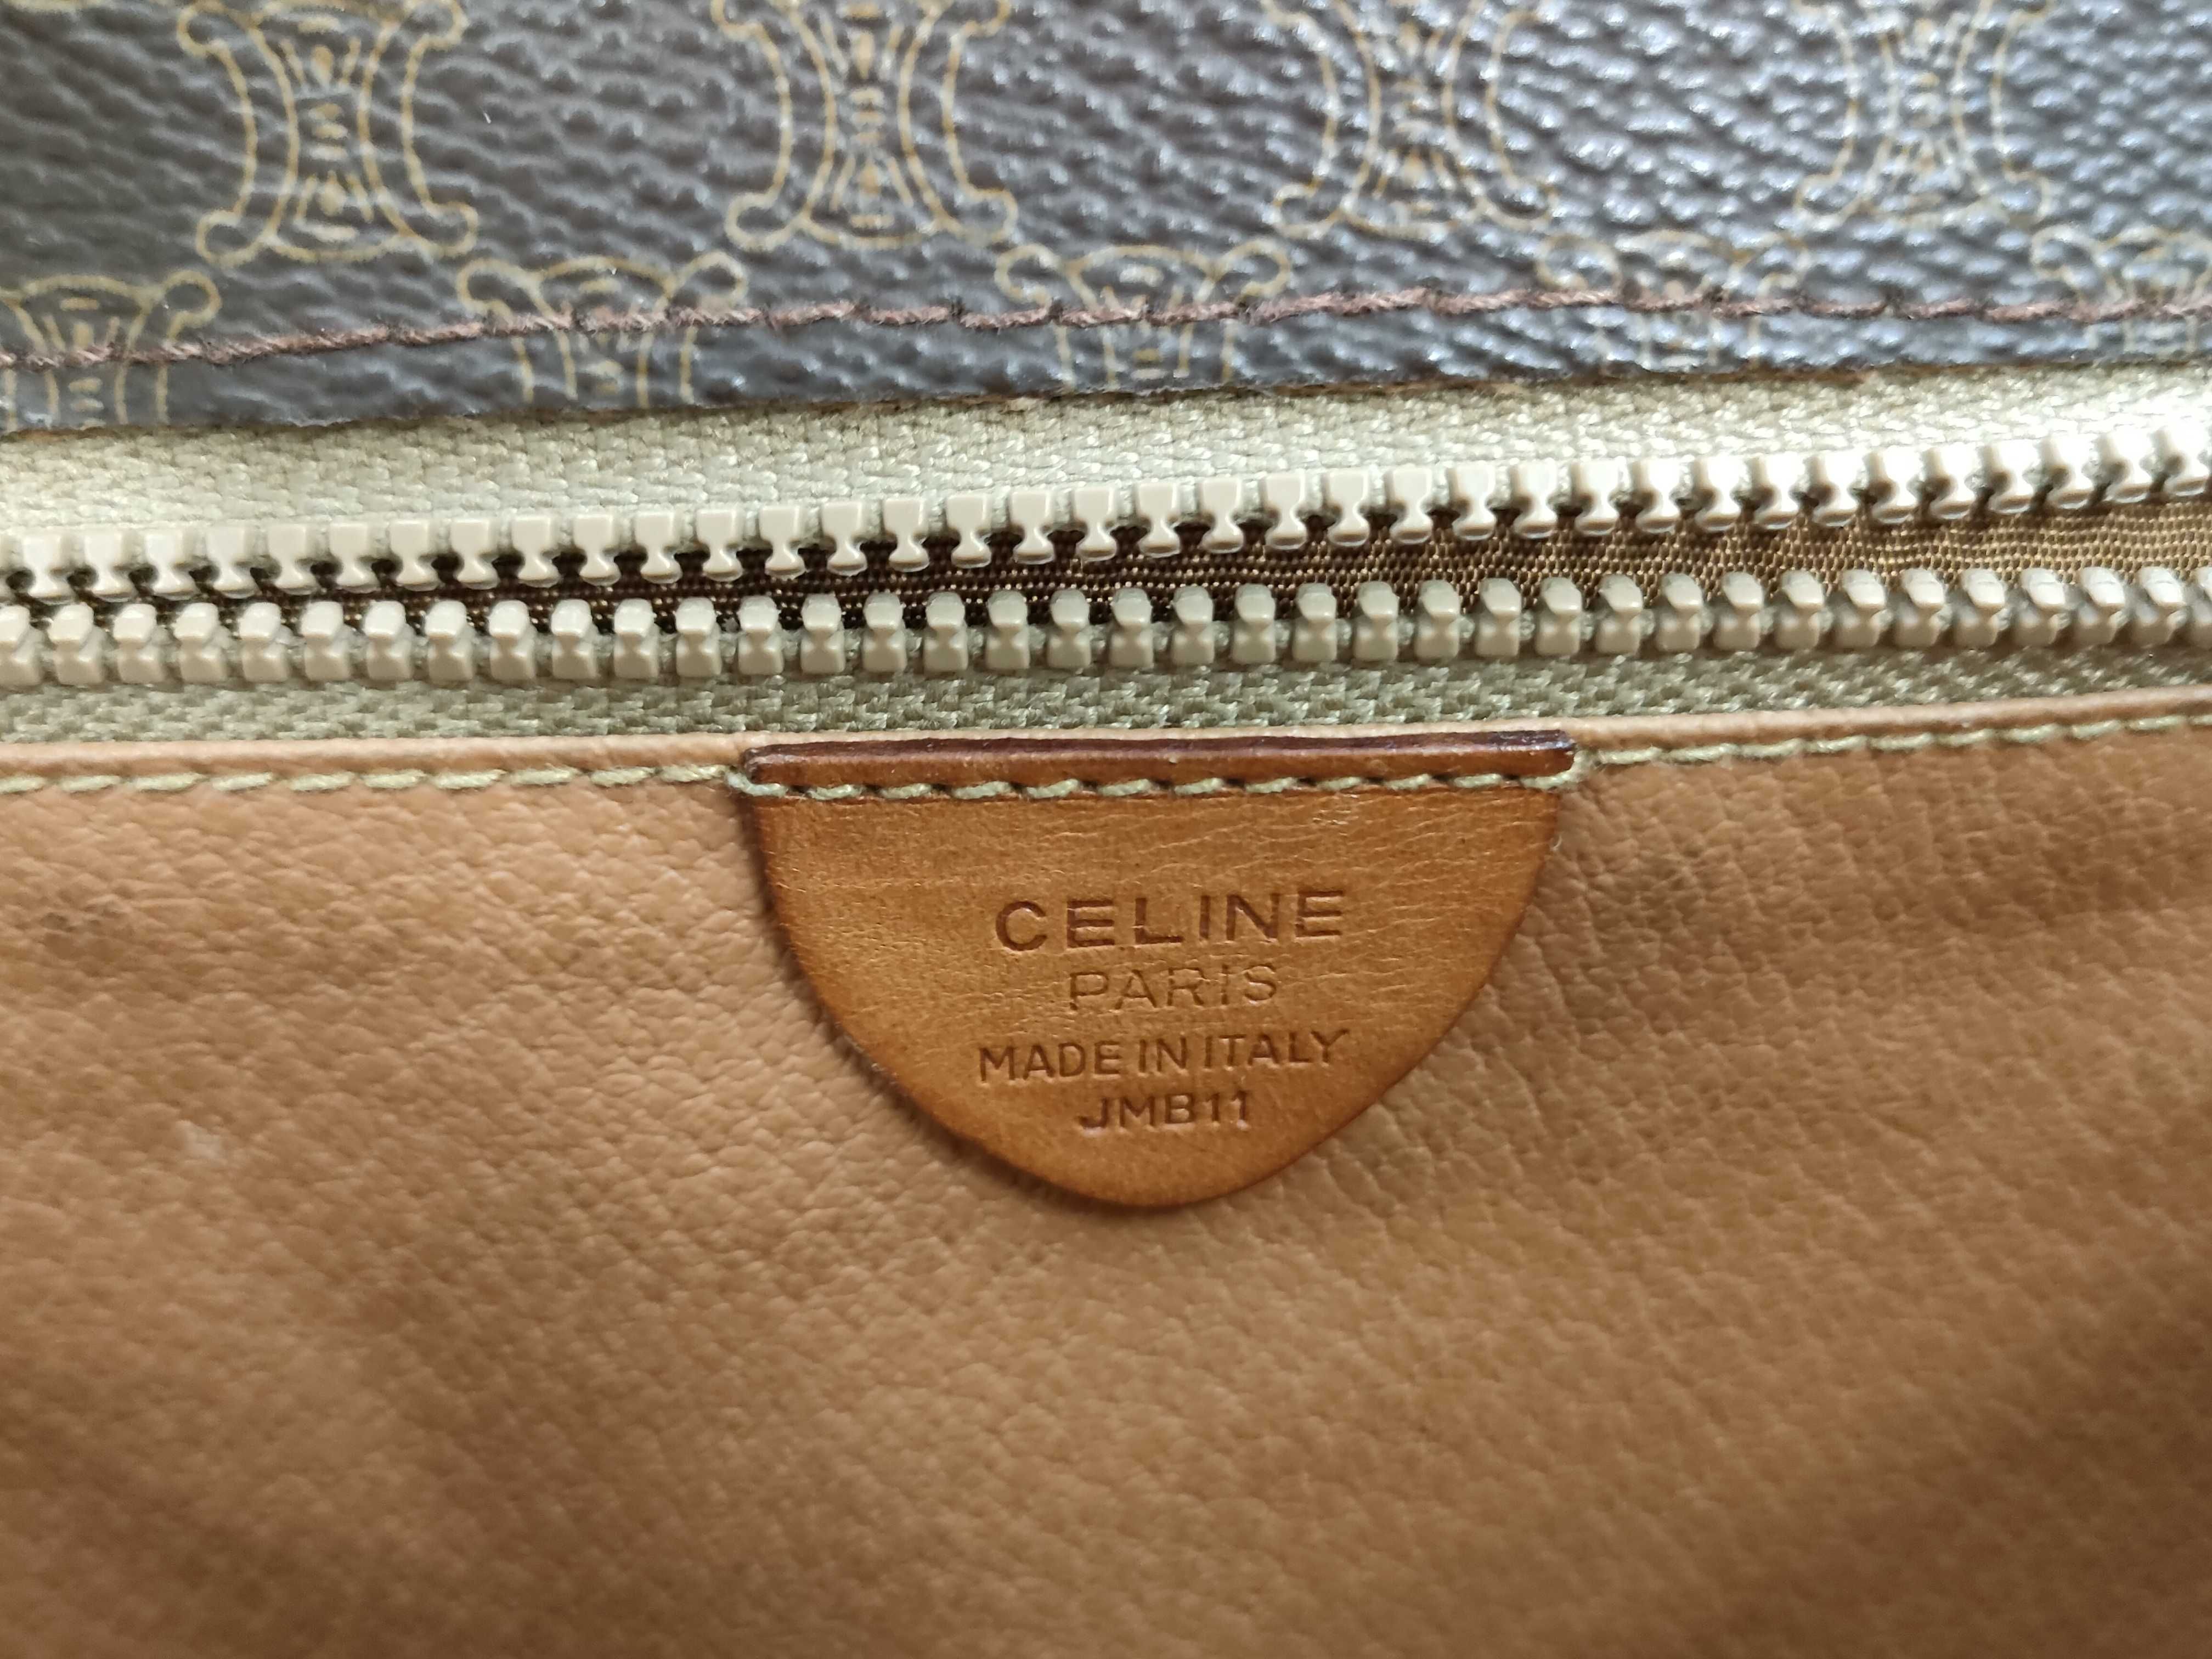 CELINE
PARIS
MADE IN ITALY
JMB11